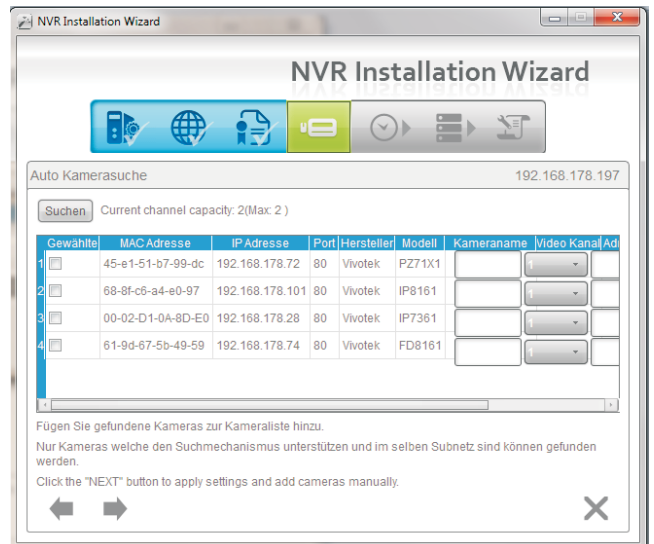 NVR Installation Wizard
NVR Installation Wizard
Auto Kamerasuche 192.168.178.197
Suchen Current channel capacity: 2(Max: 2 )
Gewählte MAC Adresse IP Adresse Port Hersteller Modell Kameraname Video Kanal Adr
1 45-e1-51-b7-99-dc 192.168.178.72 80 Vivotek PZ71X1 1
2 68-8f-c6-a4-e0-97 192.168.178.101 80 Vivotek IP8161 1
3 00-02-D1-0A-8D-E0 192.168.178.28 80 Vivotek IP7361 1
4 61-9d-67-5b-49-59 192.168.178.74 80 Vivotek FD8161 1
Fügen Sie gefundene Kameras zur Kameraliste hinzu.
Nur Kameras welche den Suchmechanismus unterstützen und im selben Subnetz sind können gefunden
werden.
Click the "NEXT" button to apply settings and add cameras manually.